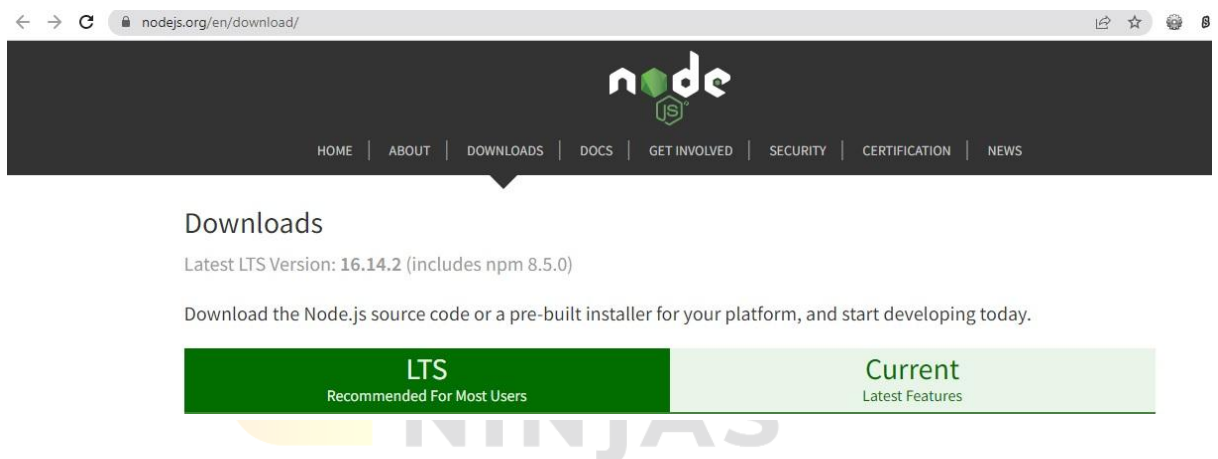 nodejs.org/en/download/
node
JS
HOME | ABOUT | DOWNLOADS | DOCS | GET INVOLVED | SECURITY | CERTIFICATION | NEWS
Downloads
Latest LTS Version: 16.14.2 (includes npm 8.5.0)
Download the Node.js source code or a pre-built installer for your platform, and start developing today.
LTS Current
Recommended For Most Users Latest Features
NINJAS